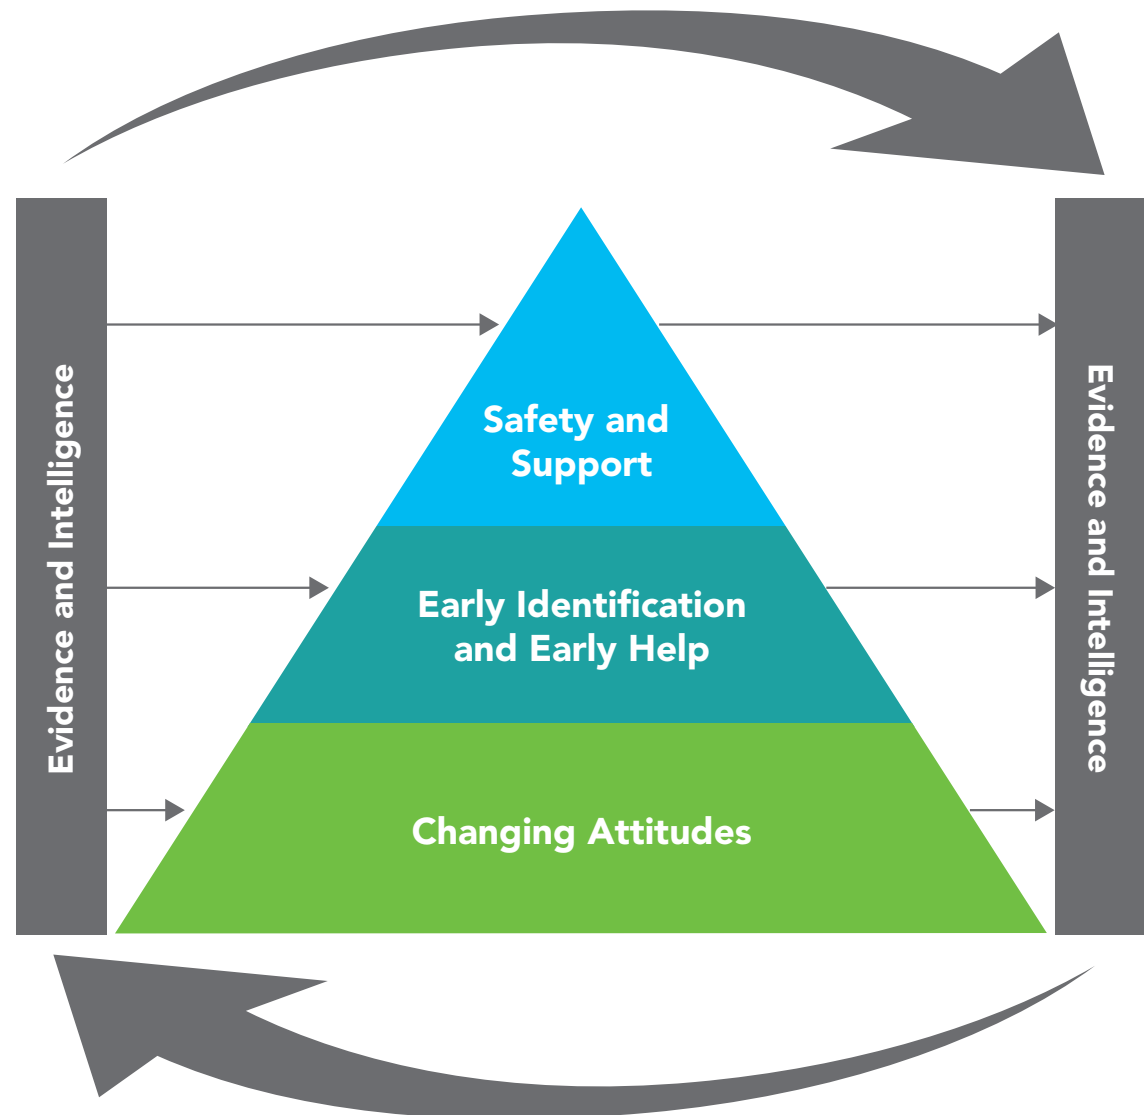 Evidence and Intelligence
Safety and
Support
Early Identification
and Early Help
Changing Attitudes
Evidence and Intelligence